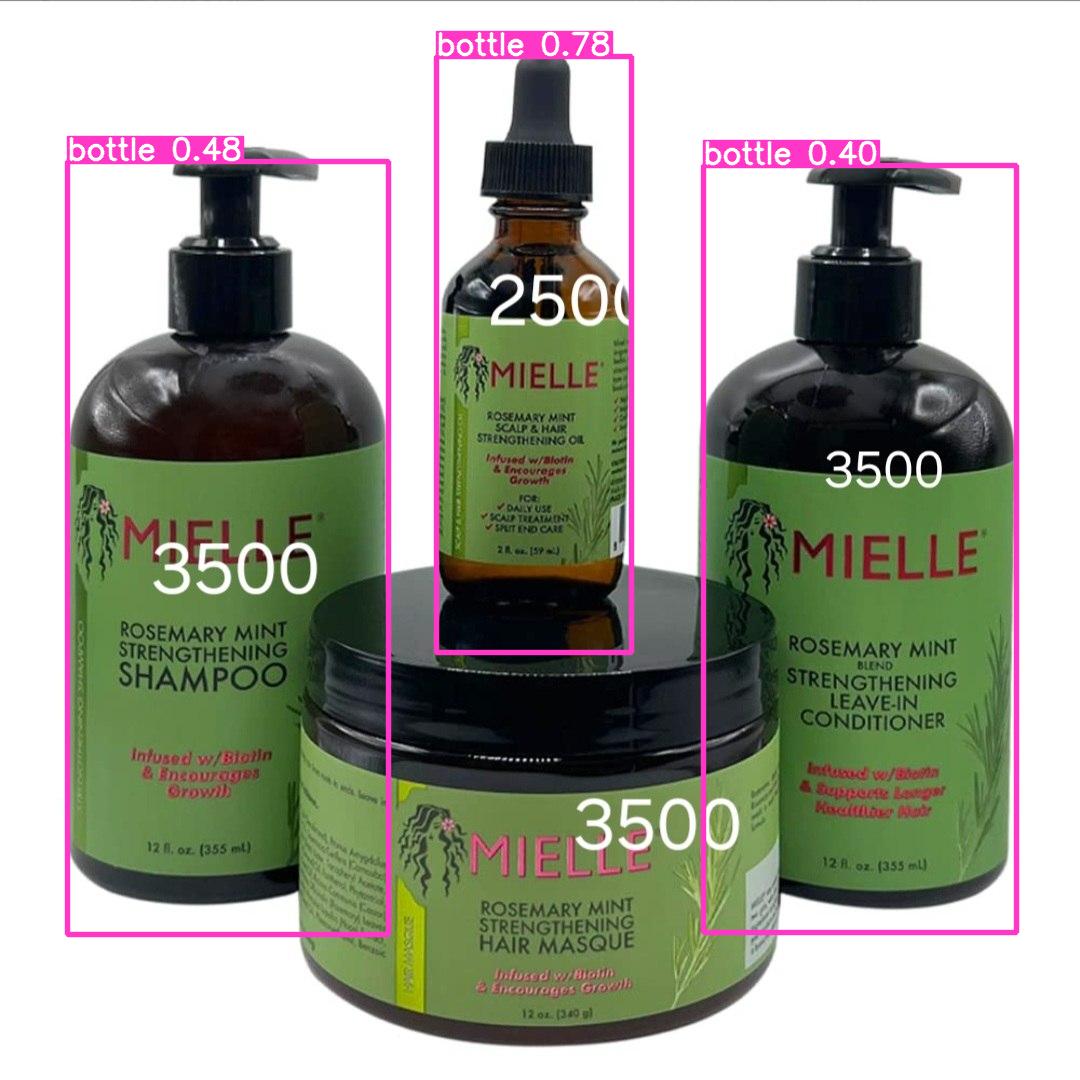 bottle 0.78
bottle 0.48
bottle 0.40
2500
MIELLE
ROSEMARY MINT
SCALP & HAIR
STRENGTHENING OIL
Infused w/Biotin
& Encourages
Growth
FOR:
✓ DAILY USE
✓ SCALP TREATMENT
✓ SPLIT END CARE
2 fl. oz. (59 mL)
MIELLE
3500
ROSEMARY MINT
STRENGTHENING
SHAMPOO
Infused w/Biotin
& Encourages
Growth
12 fl. oz. (355 mL)
STRENGTHENING SHAMPOO
3500
MIELLE
ROSEMARY MINT
BLEND
STRENGTHENING
LEAVE-IN
CONDITIONER
Infused w/Biotin
& Supports Longer
Healthier Hair
12 fl. oz. (355 mL)
3500
MIELLE
ROSEMARY MINT
STRENGTHENING
HAIR MASQUE
Infused w/Biotin
& Encourages Growth
12 oz. (340 g)
HAIR MASQUE